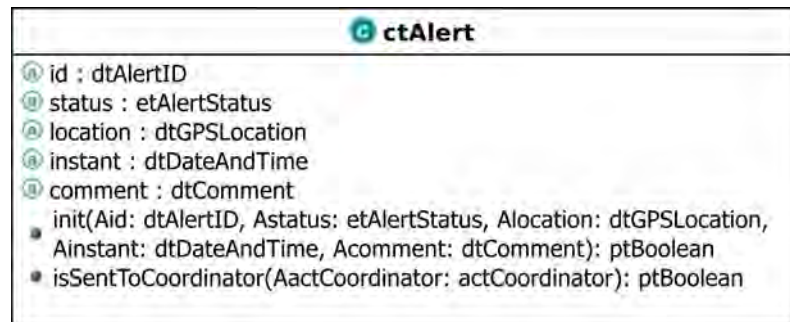 ctAlert
id : dtAlertID
status : etAlertStatus
location : dtGPSLocation
instant : dtDateAndTime
comment : dtComment
init(Aid: dtAlertID, Astatus: etAlertStatus, Alocation: dtGPSLocation,
Ainstant: dtDateAndTime, Acomment: dtComment): ptBoolean
isSentToCoordinator(AactCoordinator: actCoordinator): ptBoolean